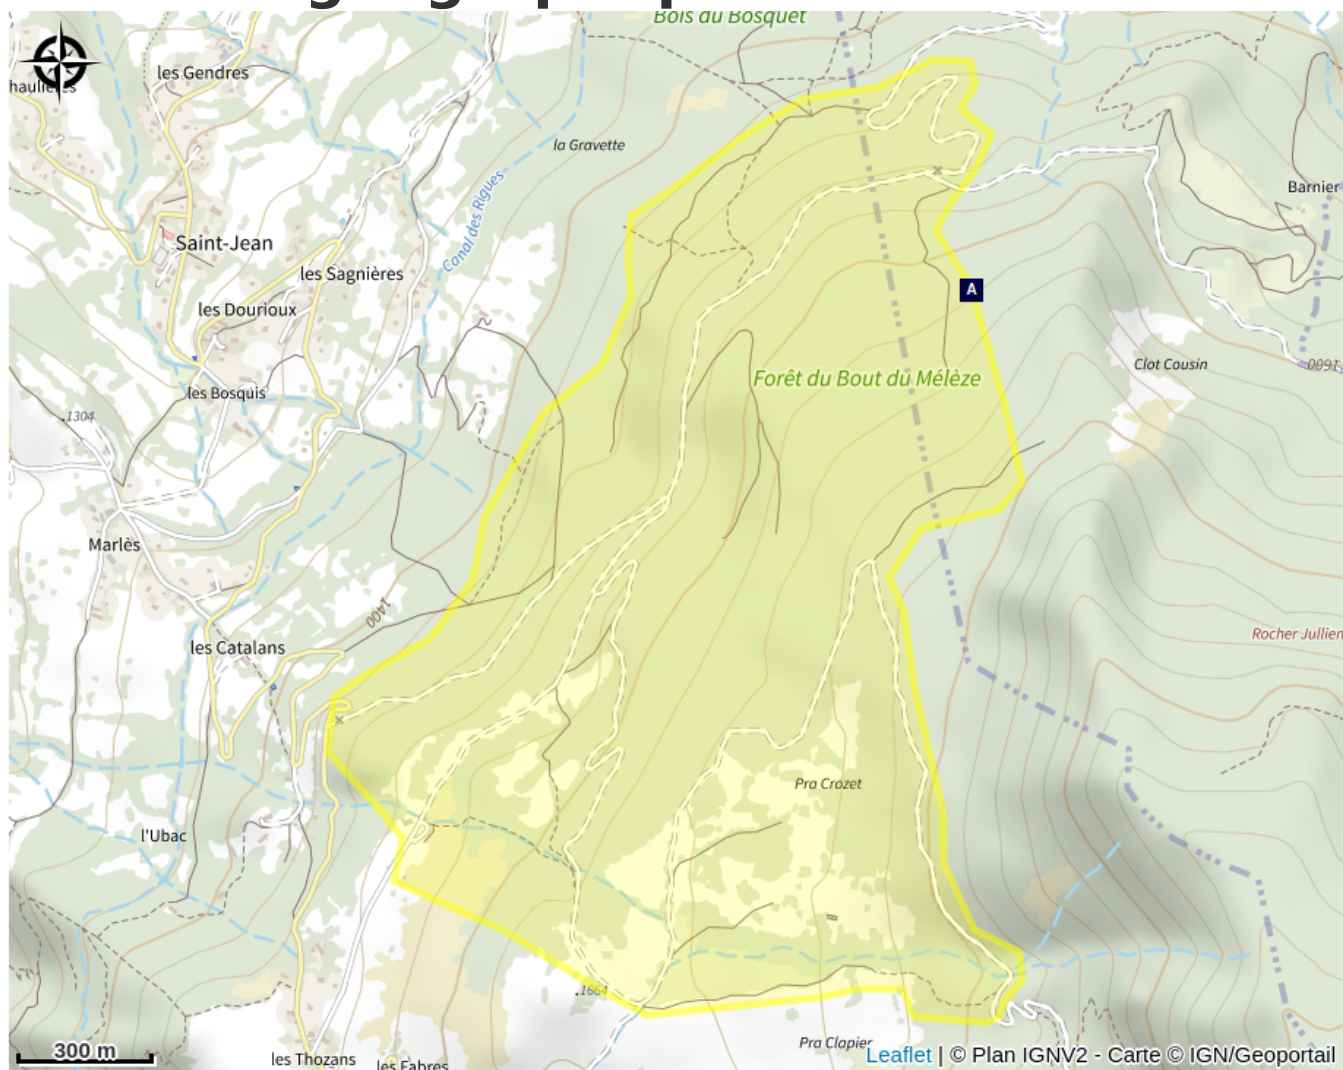 Bois du Bosquet
les Gendres
la Gravette
Canal des Rigues
Barnier
Saint-Jean
les Sagnières
A
les Dourioux
Clot Cousin
1600
Forêt du Bout du Mélèze
les Bosquis
1304
Marlès
1400
les Catalans
Rocher Jullien
Pra Crozet
l'Ubac
1664
Pra Clapier
300 m
les Thozans
les Fabres
Leaflet | © Plan IGNV2 - Carte © IGN/Geoportail